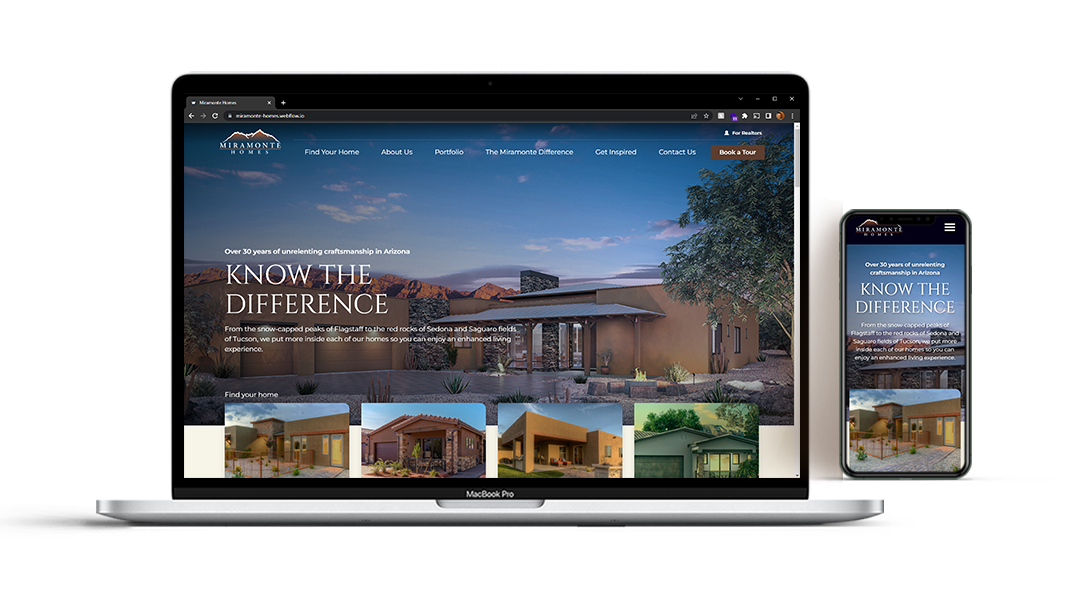 Miramonte Homes
miramonte-homes.webflow.io
For Realtors
MIRAMONTE
HOMES
Find Your Home
About Us
Portfolio
The Miramonte Difference
Get Inspired
Contact Us
Book a Tour
Over 30 years of unrelenting craftsmanship in Arizona
KNOW THE
DIFFERENCE
From the snow-capped peaks of Flagstaff to the red rocks of Sedona and Saguaro fields
of Tucson, we put more inside each of our homes so you can enjoy an enhanced living
experience.
Find your home
MacBook Pro
MIRAMONTE
HOMES
Over 30 years of unrelenting
craftsmanship in Arizona
KNOW THE
DIFFERENCE
From the snow-capped peaks of
Flagstaff to the red rocks of Sedona and
Saguaro fields of Tucson, we put more
inside each of our homes so you can
enjoy an enhanced living experience.